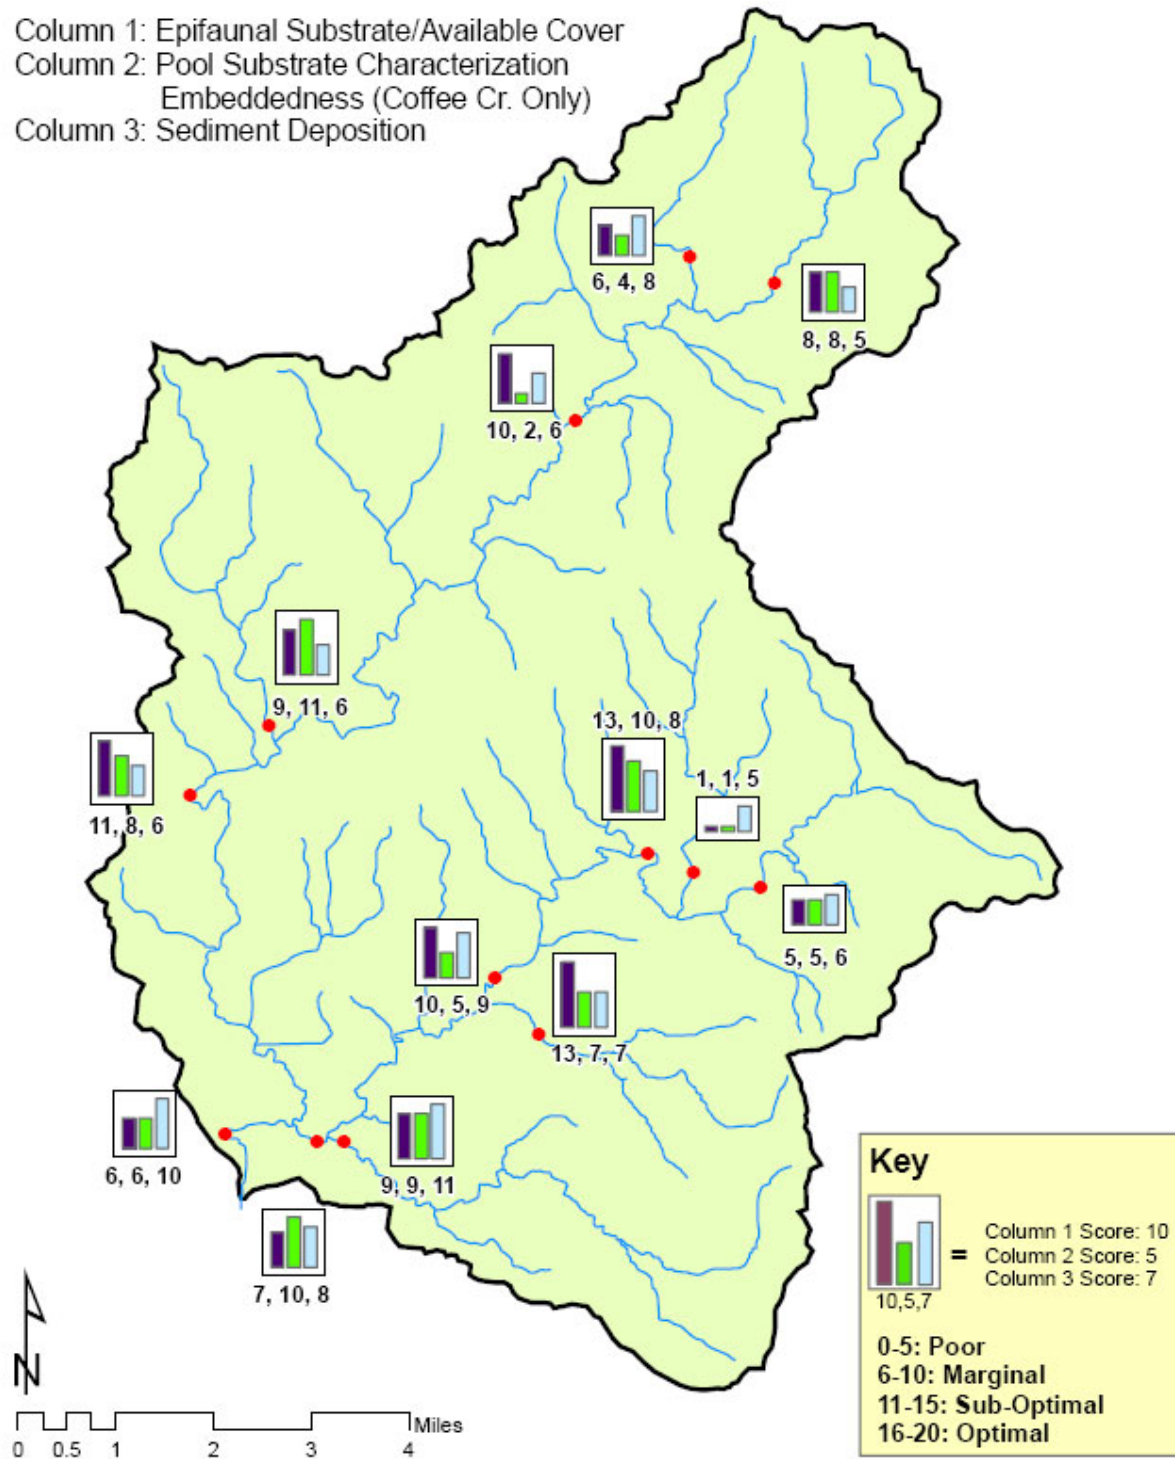 Column 1: Epifaunal Substrate/Available Cover
Column 2: Pool Substrate Characterization
Embeddedness (Coffee Cr. Only)
Column 3: Sediment Deposition
6, 4, 8
8, 8, 5
10, 2, 6
9, 11, 6
13, 10, 8
1, 1, 5
11, 8, 6
5, 5, 6
10, 5, 9
13, 7, 7
6, 6, 10
9, 9, 11
7, 10, 8
Key
=
Column 1 Score: 10
Column 2 Score: 5
Column 3 Score: 7
10,5,7
0-5: Poor
6-10: Marginal
11-15: Sub-Optimal
16-20: Optimal
N
Miles
0 0.5 1 2 3 4